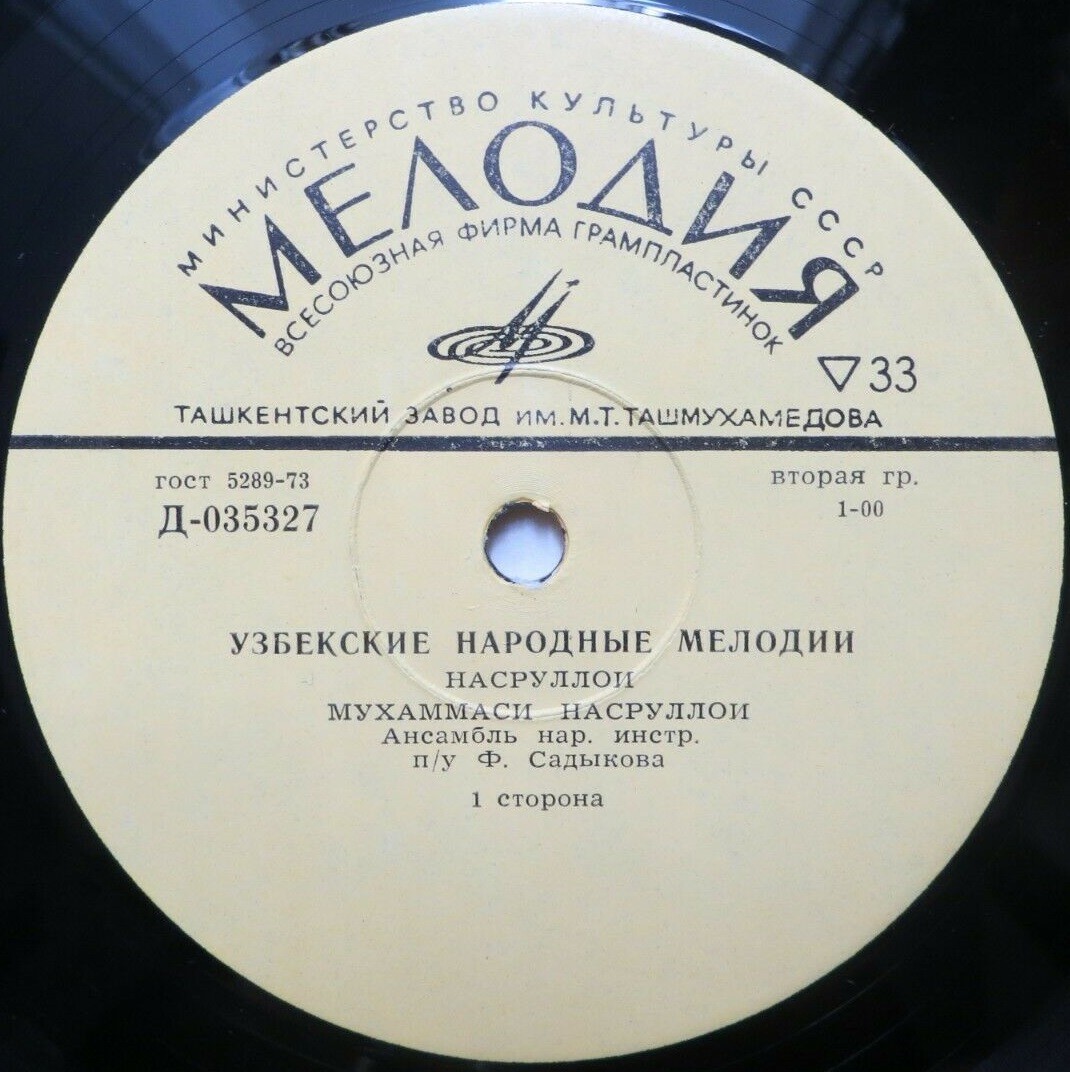 МИНИСТЕРСТВО КУЛЬТУРЫ СССР
МЕЛОДИЯ
ВСЕСОЮЗНАЯ ФИРМА ГРАМПЛАСТИНОК
33
ТАШКЕНТСКИЙ ЗАВОД ИМ. М.Т. ТАШМУХАМЕДОВА
гост 5289-73
вторая гр.
Д-035327
1-00
УЗБЕКСКИЕ НАРОДНЫЕ МЕЛОДИИ
НАСРУЛЛОИ
МУХАММАСИ НАСРУЛЛОИ
Ансамбль нар. инстр.
п/у Ф. Садыкова
1 сторона